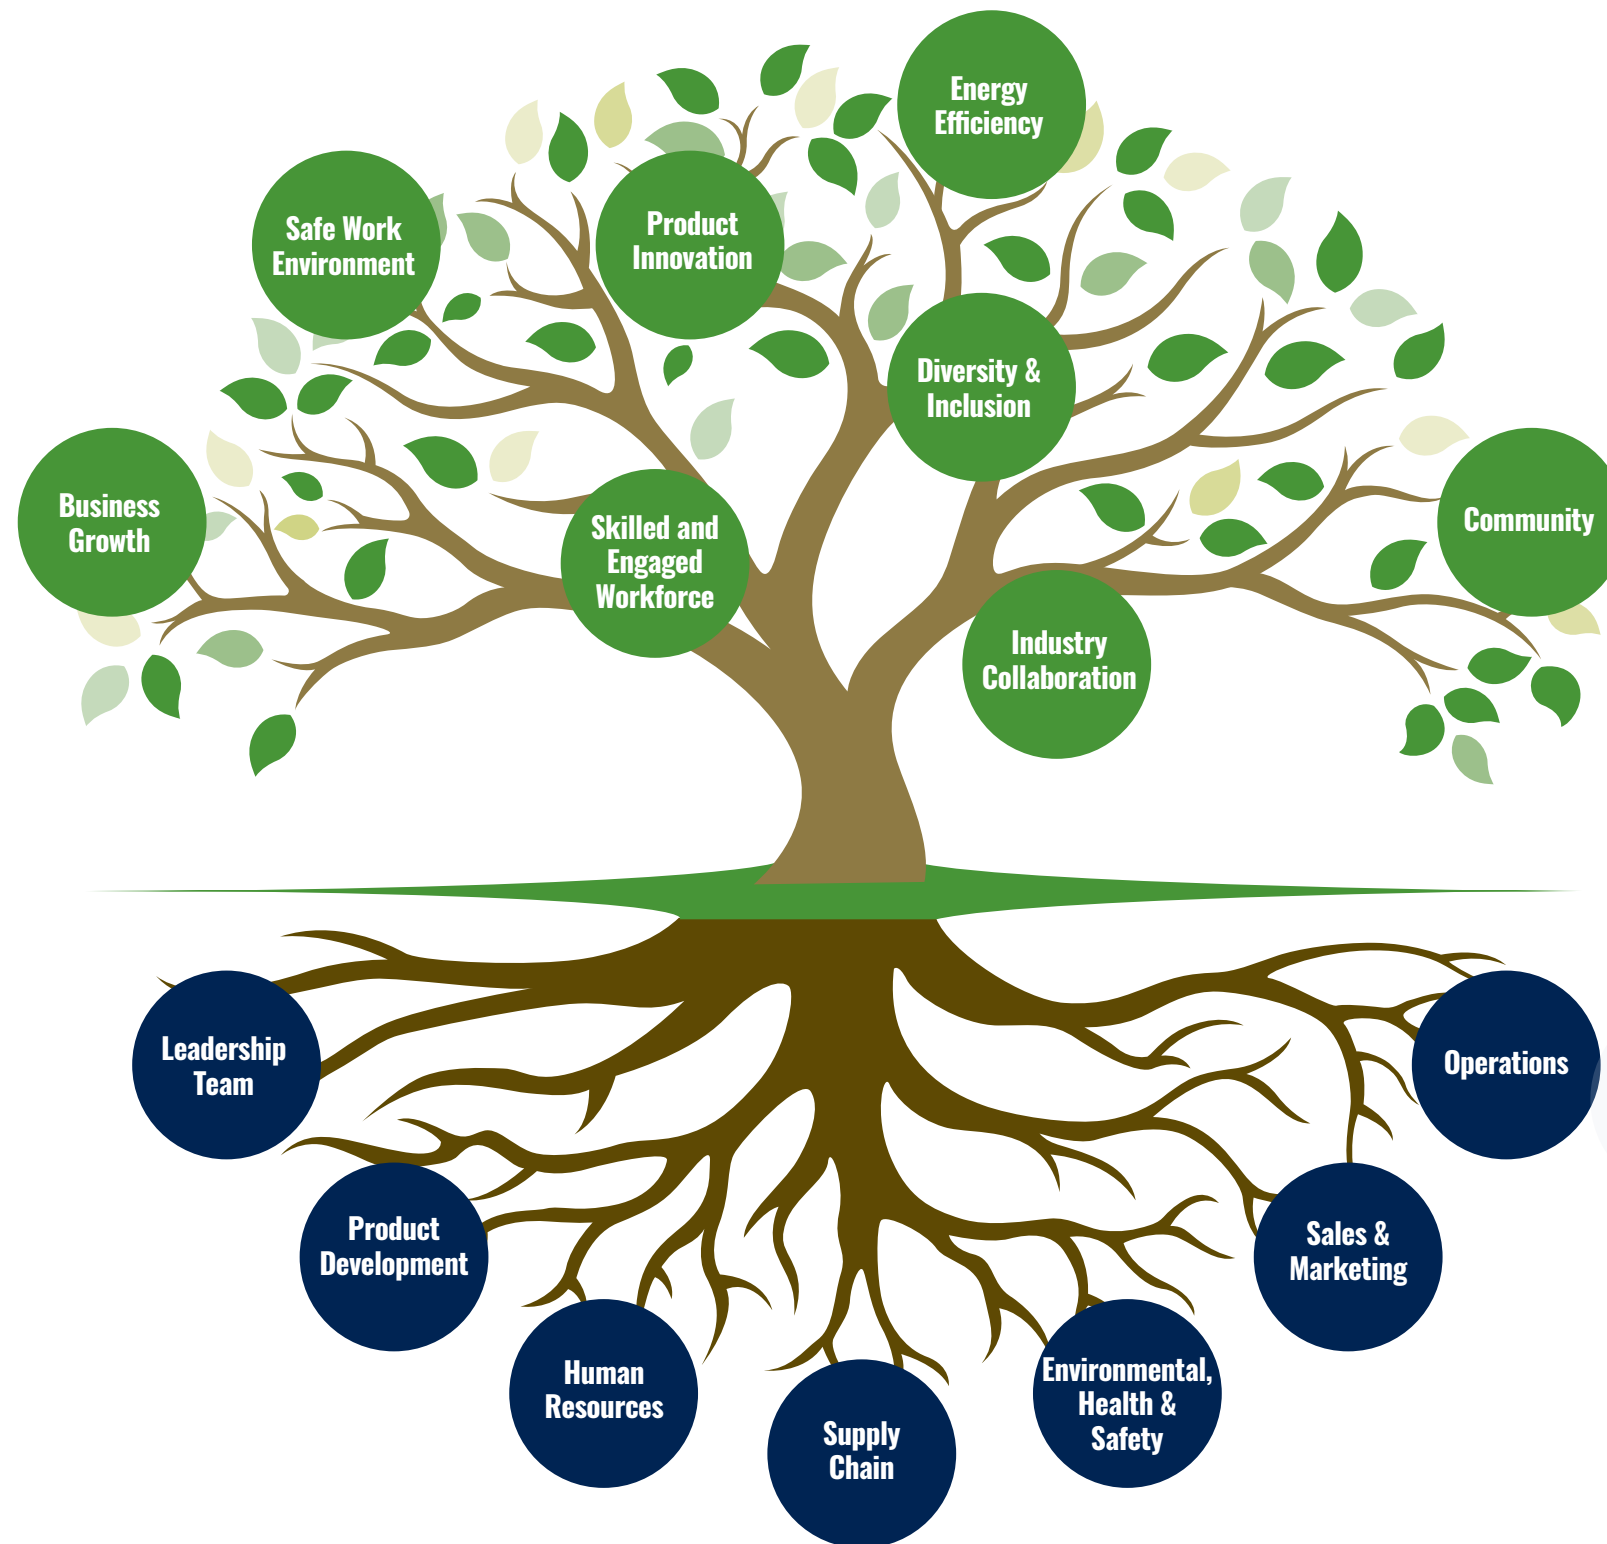 Energy
Efficiency
Safe Work
Environment
Product
Innovation
Diversity &
Inclusion
Business
Growth
Skilled and
Engaged
Workforce
Community
Industry
Collaboration
Leadership
Team
Operations
Product
Development
Sales &
Marketing
Human
Resources
Environmental,
Health &
Safety
Supply
Chain